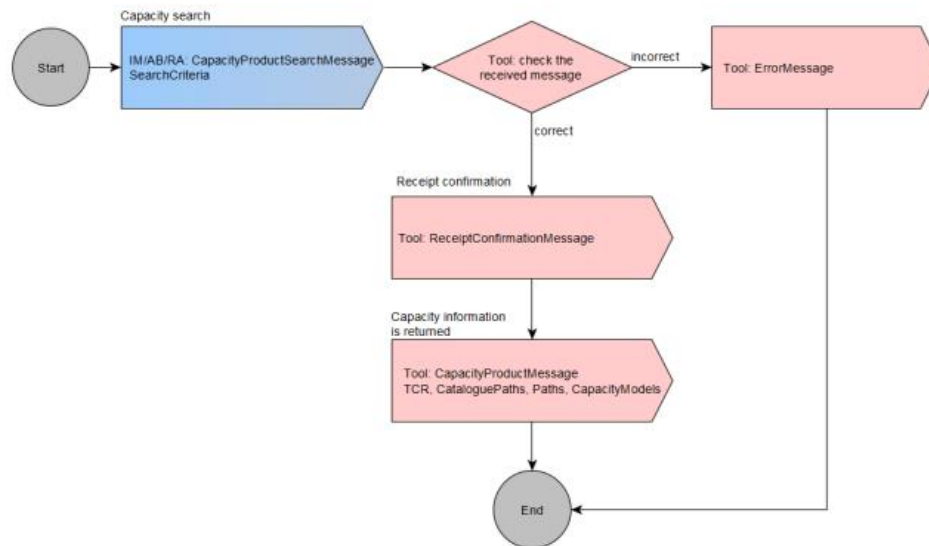 Capacity search
Start
IM/AB/RA: CapacityProductSearchMessage
SearchCriteria
Tool: check the
received message
incorrect
Tool: ErrorMessage
correct
Receipt confirmation
Tool: ReceiptConfirmationMessage
Capacity information
is returned
Tool: CapacityProductMessage
TCR, CataloguePaths, Paths, CapacityModels
End